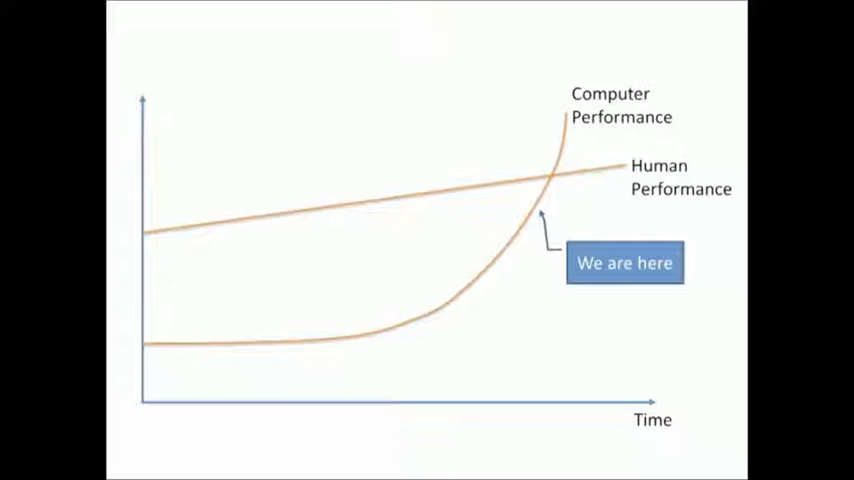 Computer
Performance
Human
Performance
We are here
Time